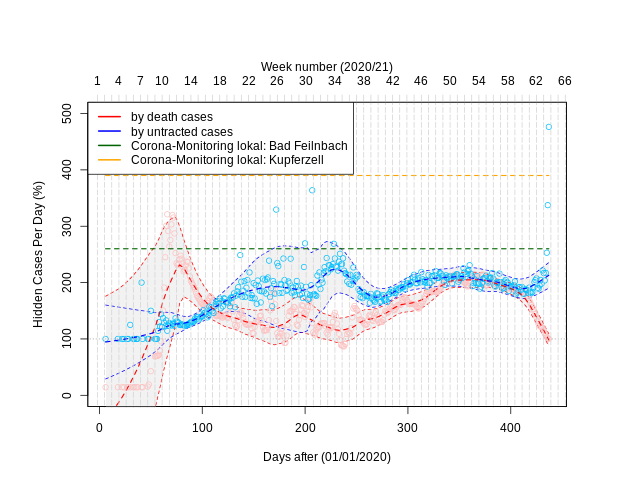 Week number (2020/21)
1 4 7 10 14 18 22 26 30 34 38 42 46 50 54 58 62 66
by death cases
by untracted cases
Corona-Monitoring lokal: Bad Feilnbach
Corona-Monitoring lokal: Kupferzell
Hidden Cases Per Day (%)
500
400
300
200
100
0
0 100 200 300 400
Days after (01/01/2020)